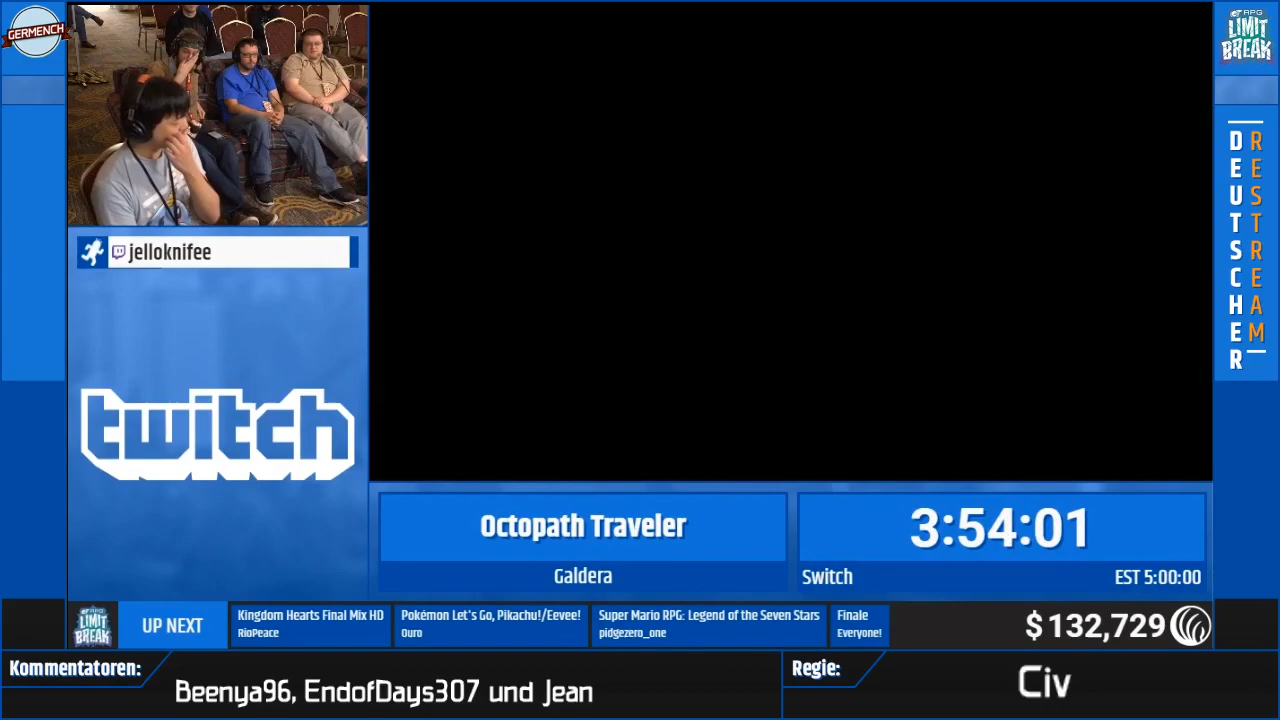 GERMENCH
RPG
LIMIT
BREAK
DEUTSCHER
RESTREAM
jelloknifee
twitch
Octopath Traveler
Galdera
3:54:01
Switch
EST 5:00:00
RPG
LIMIT
BREAK
UP NEXT
Kingdom Hearts Final Mix HD
RioPeace
Pokémon Let's Go, Pikachu!/Eevee!
Ouro
Super Mario RPG: Legend of the Seven Stars
pidgezero_one
Finale
Everyone!
$132,729
Kommentatoren:
Beenya96, EndofDays307 und Jean
Regie:
Civ